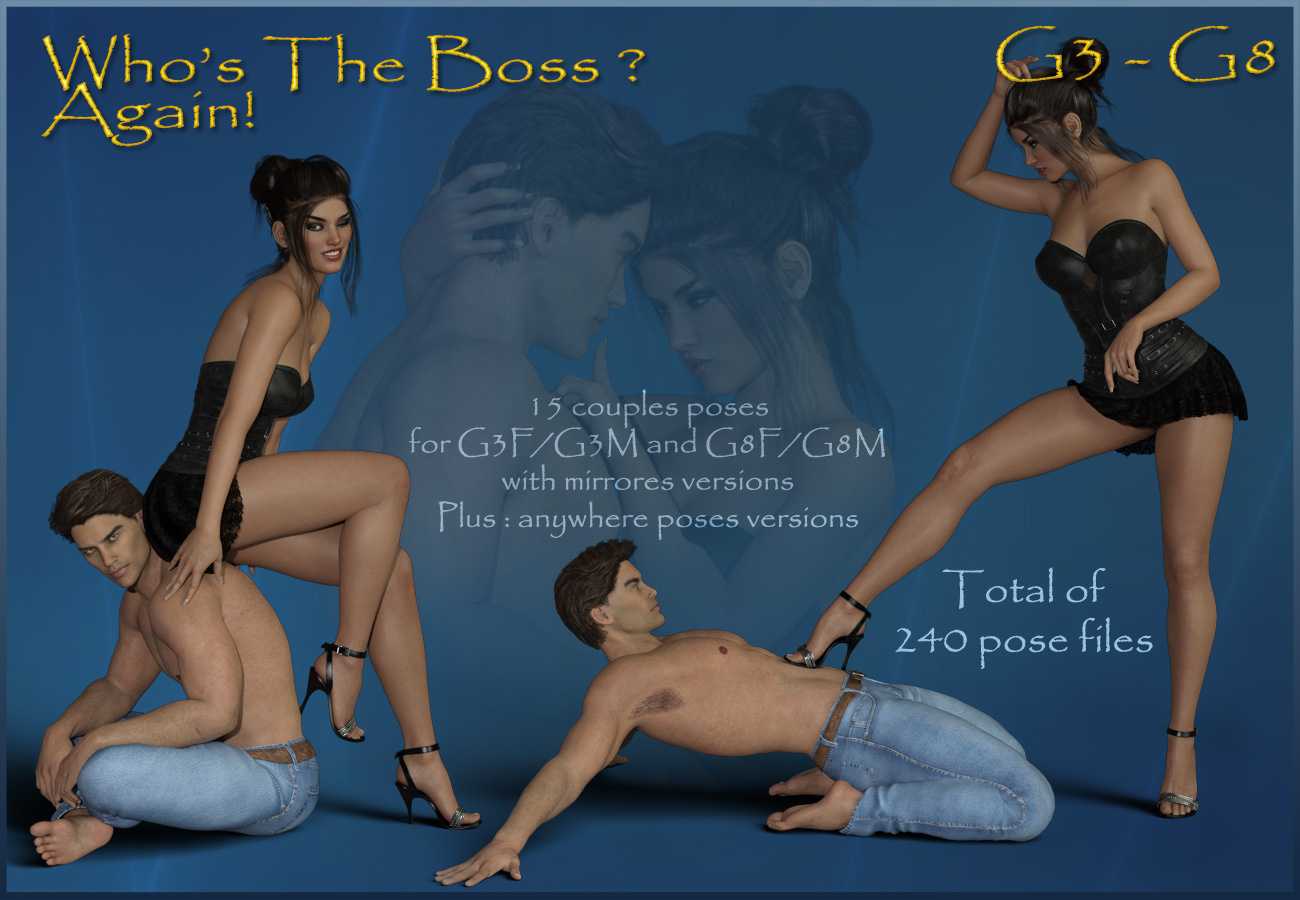 Who's The Boss ?
Again!
G3 - G8
15 couples poses
for G3F/G3M and G8F/G8M
with mirrores versions
Plus : anywhere poses versions
Total of
240 pose files